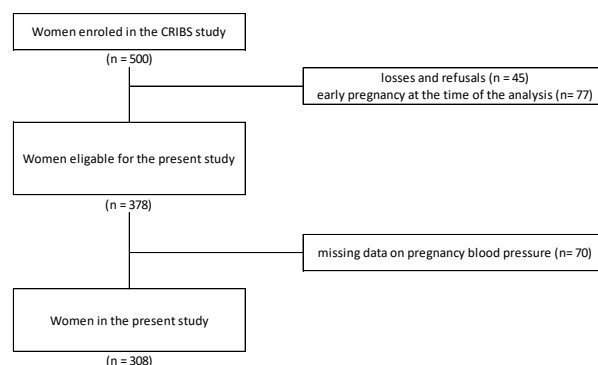 Women enroled in the CRIBS study
(n = 500)
losses and refusals (n = 45)
early pregnancy at the time of the analysis (n= 77)
Women eligable for the present study
(n = 378)
missing data on pregnancy blood pressure (n= 70)
Women in the present study
(n = 308)